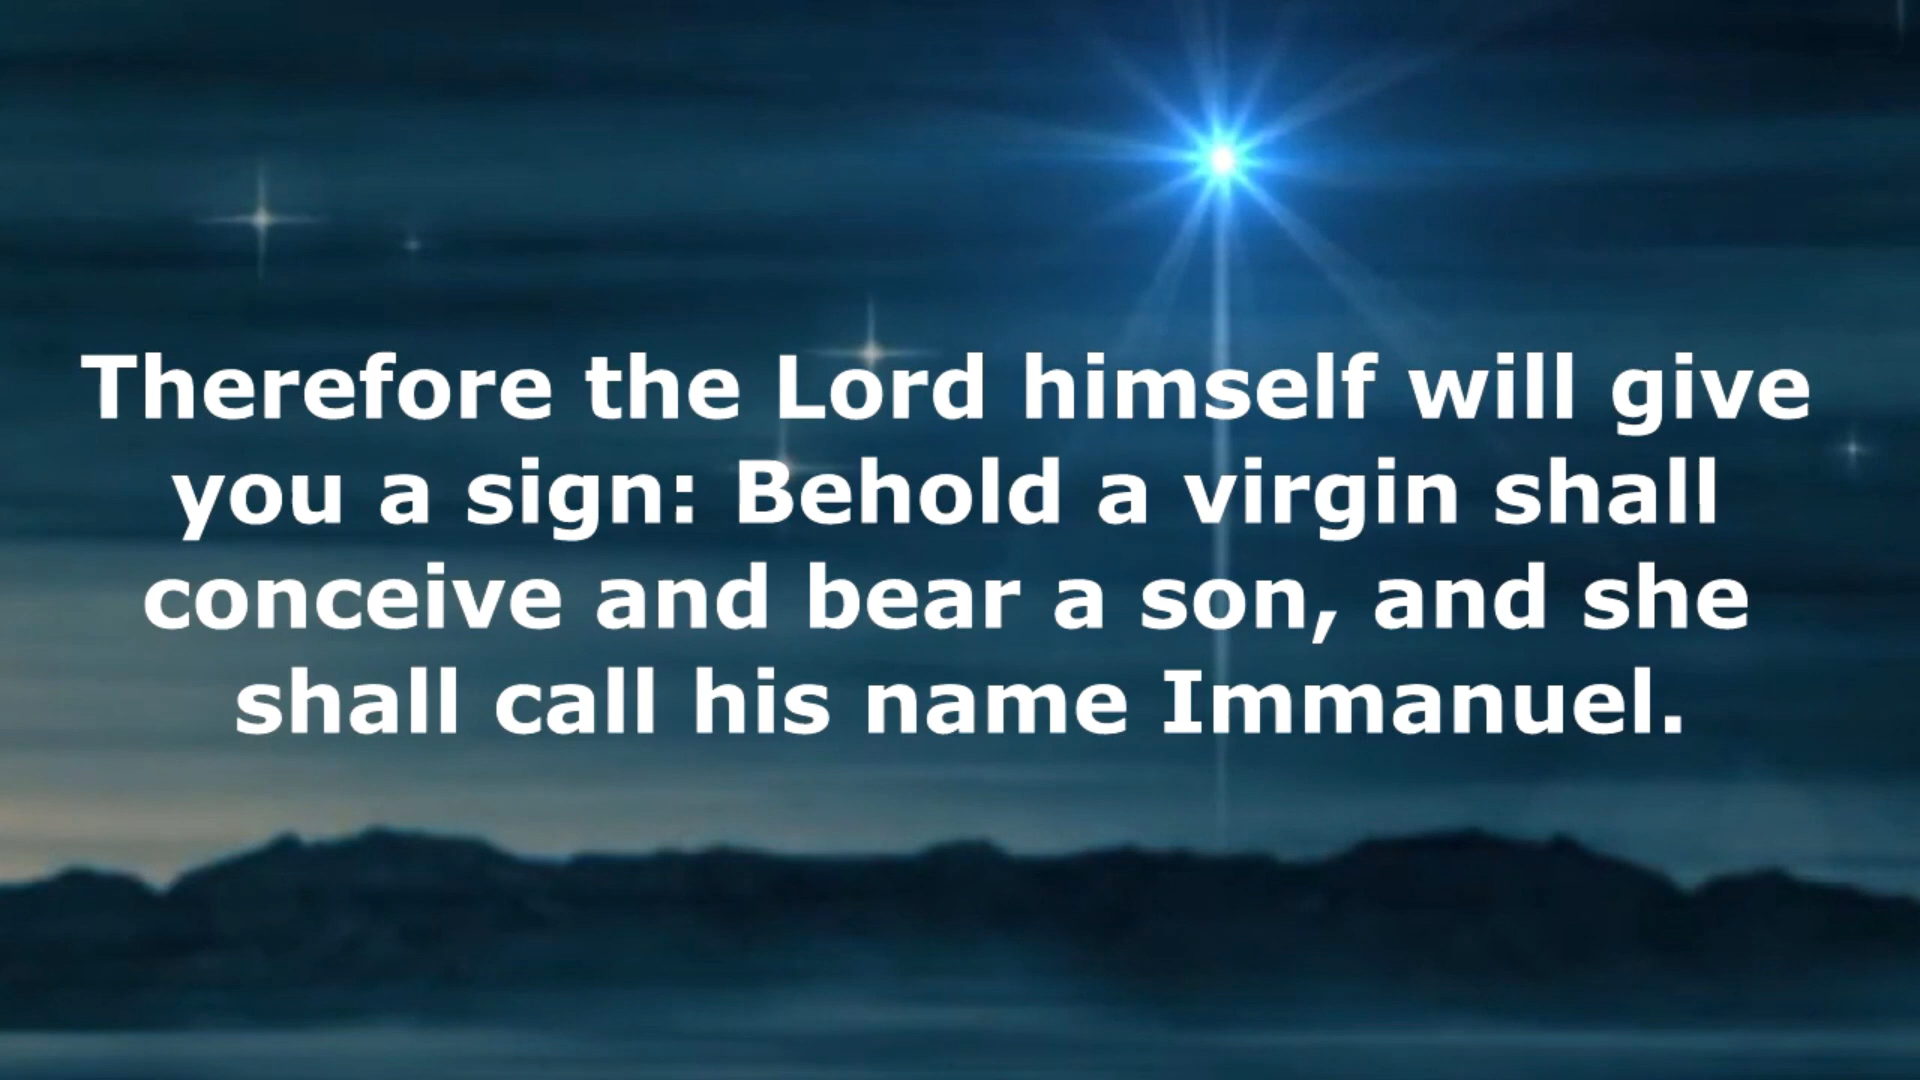 Therefore the Lord himself will give
you a sign: Behold a virgin shall
conceive and bear a son, and she
shall call his name Immanuel.